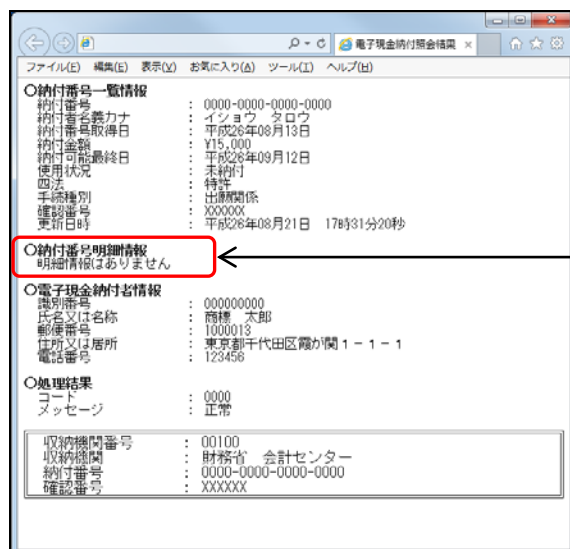 電子現金納付照会結果
ファイル(F) 編集(E) 表示(V) お気に入り(A) ツール(I) ヘルプ(H)
〇納付番号一覧情報
納付番号 : 0000-0000-0000-0000
納付者名義カナ : イショウ タロウ
納付番号取得日 : 平成26年08月13日
納付金額 : ¥15,000
納付可能最終日 : 平成26年09月12日
使用状況 : 未納付
四法 : 特許
手続種別 : 出願関係
確認番号 : XXXXXX
更新日時 : 平成26年08月21日 17時31分20秒
〇納付番号明細情報
明細情報はありません
〇電子現金納付者情報
識別番号 : 000000000
氏名又は名称 : 商標 太郎
郵便番号 : 1000013
住所又は居所 : 東京都千代田区霞が関1-1-1
電話番号 : 123456
〇処理結果
コード : 0000
メッセージ : 正常
収納機関番号 : 00100
収納機関 : 財務省 会計センター
納付番号 : 0000-0000-0000-0000
確認番号 : XXXXXX